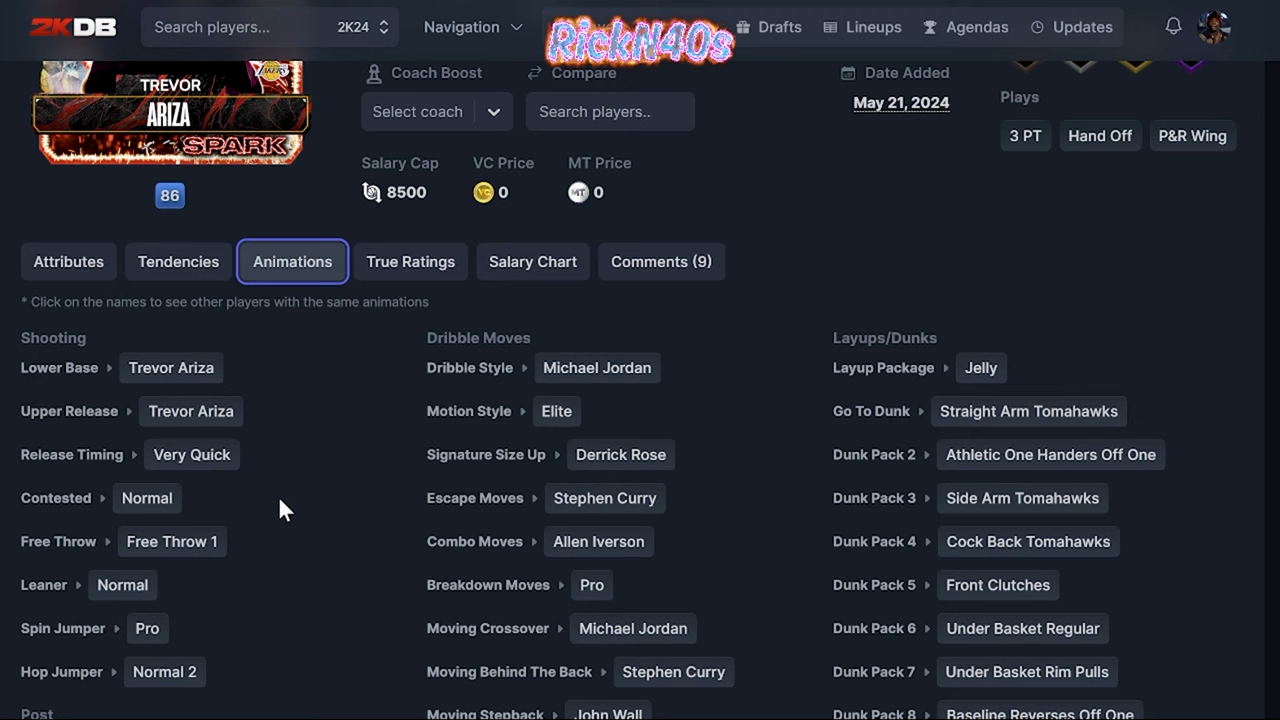 2KDB
Search players...
2K24
Navigation
RickN40s
Drafts
Lineups
Agendas
Updates
TREVOR
ARIZA
SPARK
LAKERS
86
Coach Boost
Compare
Select coach
Search players..
Salary Cap
VC Price
MT Price
8500
VC 0
MT 0
Date Added
May 21, 2024
Plays
3 PT
Hand Off
P&R Wing
Attributes
Tendencies
Animations
True Ratings
Salary Chart
Comments (9)
* Click on the names to see other players with the same animations
Shooting
Lower Base Trevor Ariza
Upper Release Trevor Ariza
Release Timing Very Quick
Contested Normal
Free Throw Free Throw 1
Leaner Normal
Spin Jumper Pro
Hop Jumper Normal 2
Post
Dribble Moves
Dribble Style Michael Jordan
Motion Style Elite
Signature Size Up Derrick Rose
Escape Moves Stephen Curry
Combo Moves Allen Iverson
Breakdown Moves Pro
Moving Crossover Michael Jordan
Moving Behind The Back Stephen Curry
Moving Stepback John Wall
Layups/Dunks
Layup Package Jelly
Go To Dunk Straight Arm Tomahawks
Dunk Pack 2 Athletic One Handers Off One
Dunk Pack 3 Side Arm Tomahawks
Dunk Pack 4 Cock Back Tomahawks
Dunk Pack 5 Front Clutches
Dunk Pack 6 Under Basket Regular
Dunk Pack 7 Under Basket Rim Pulls
Dunk Pack 8 Baseline Reverses Off One